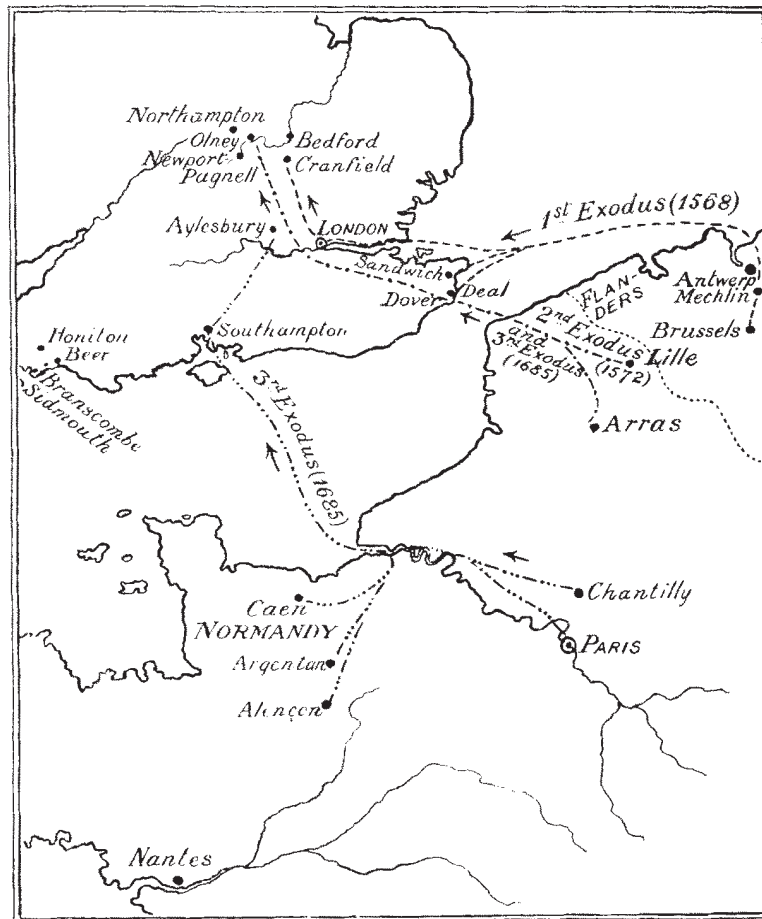 Northampton
Olney
Newport-
Pagnell
Bedford
Cranfield
Aylesbury
LONDON
1st EXODUS (1568)
Sandwich
Deal
Dover
FLAN-
DERS
Antwerp
Mechlin
Brussels
2nd Exodus
(1572)
and
3rd Exodus
(1685)
Lille
Arras
Southampton
Honiton
Beer
Branscombe
Sidmouth
3rd Exodus (1685)
Chantilly
Caen
NORMANDY
PARIS
Argentan
Alençon
Nantes